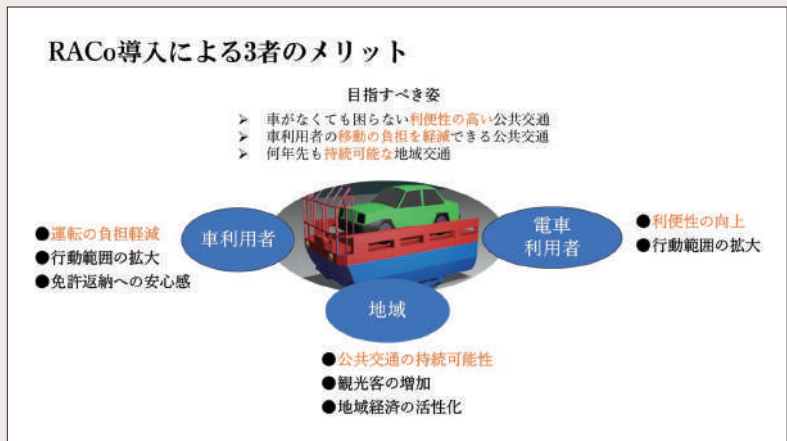 RACo導入による3者のメリット
目指すべき姿
➢ 車がなくても困らない利便性の高い公共交通
➢ 車利用者の移動の負担を軽減できる公共交通
➢ 何年先も持続可能な地域交通
車利用者
●運転の負担軽減
●行動範囲の拡大
●免許返納への安心感
電車
利用者
●利便性の向上
●行動範囲の拡大
地域
●公共交通の持続可能性
●観光客の増加
●地域経済の活性化